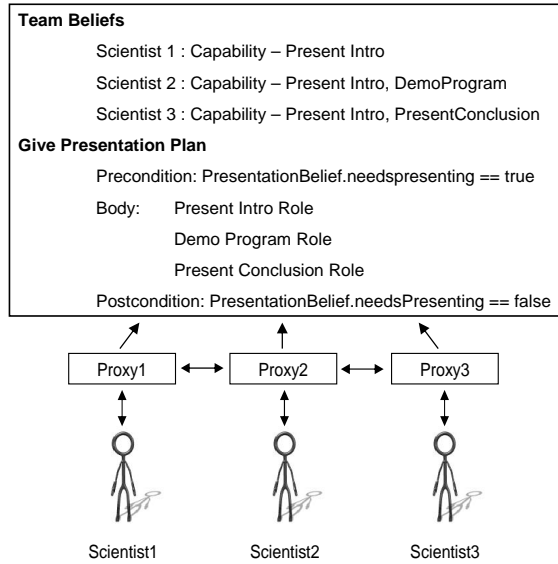 Team Beliefs
Scientist 1 : Capability – Present Intro
Scientist 2 : Capability – Present Intro, DemoProgram
Scientist 3 : Capability – Present Intro, PresentConclusion
Give Presentation Plan
Precondition: PresentationBelief.needspresenting == true
Body: Present Intro Role
Demo Program Role
Present Conclusion Role
Postcondition: PresentationBelief.needsPresenting == false
Proxy1 Proxy2 Proxy3
Scientist1 Scientist2 Scientist3